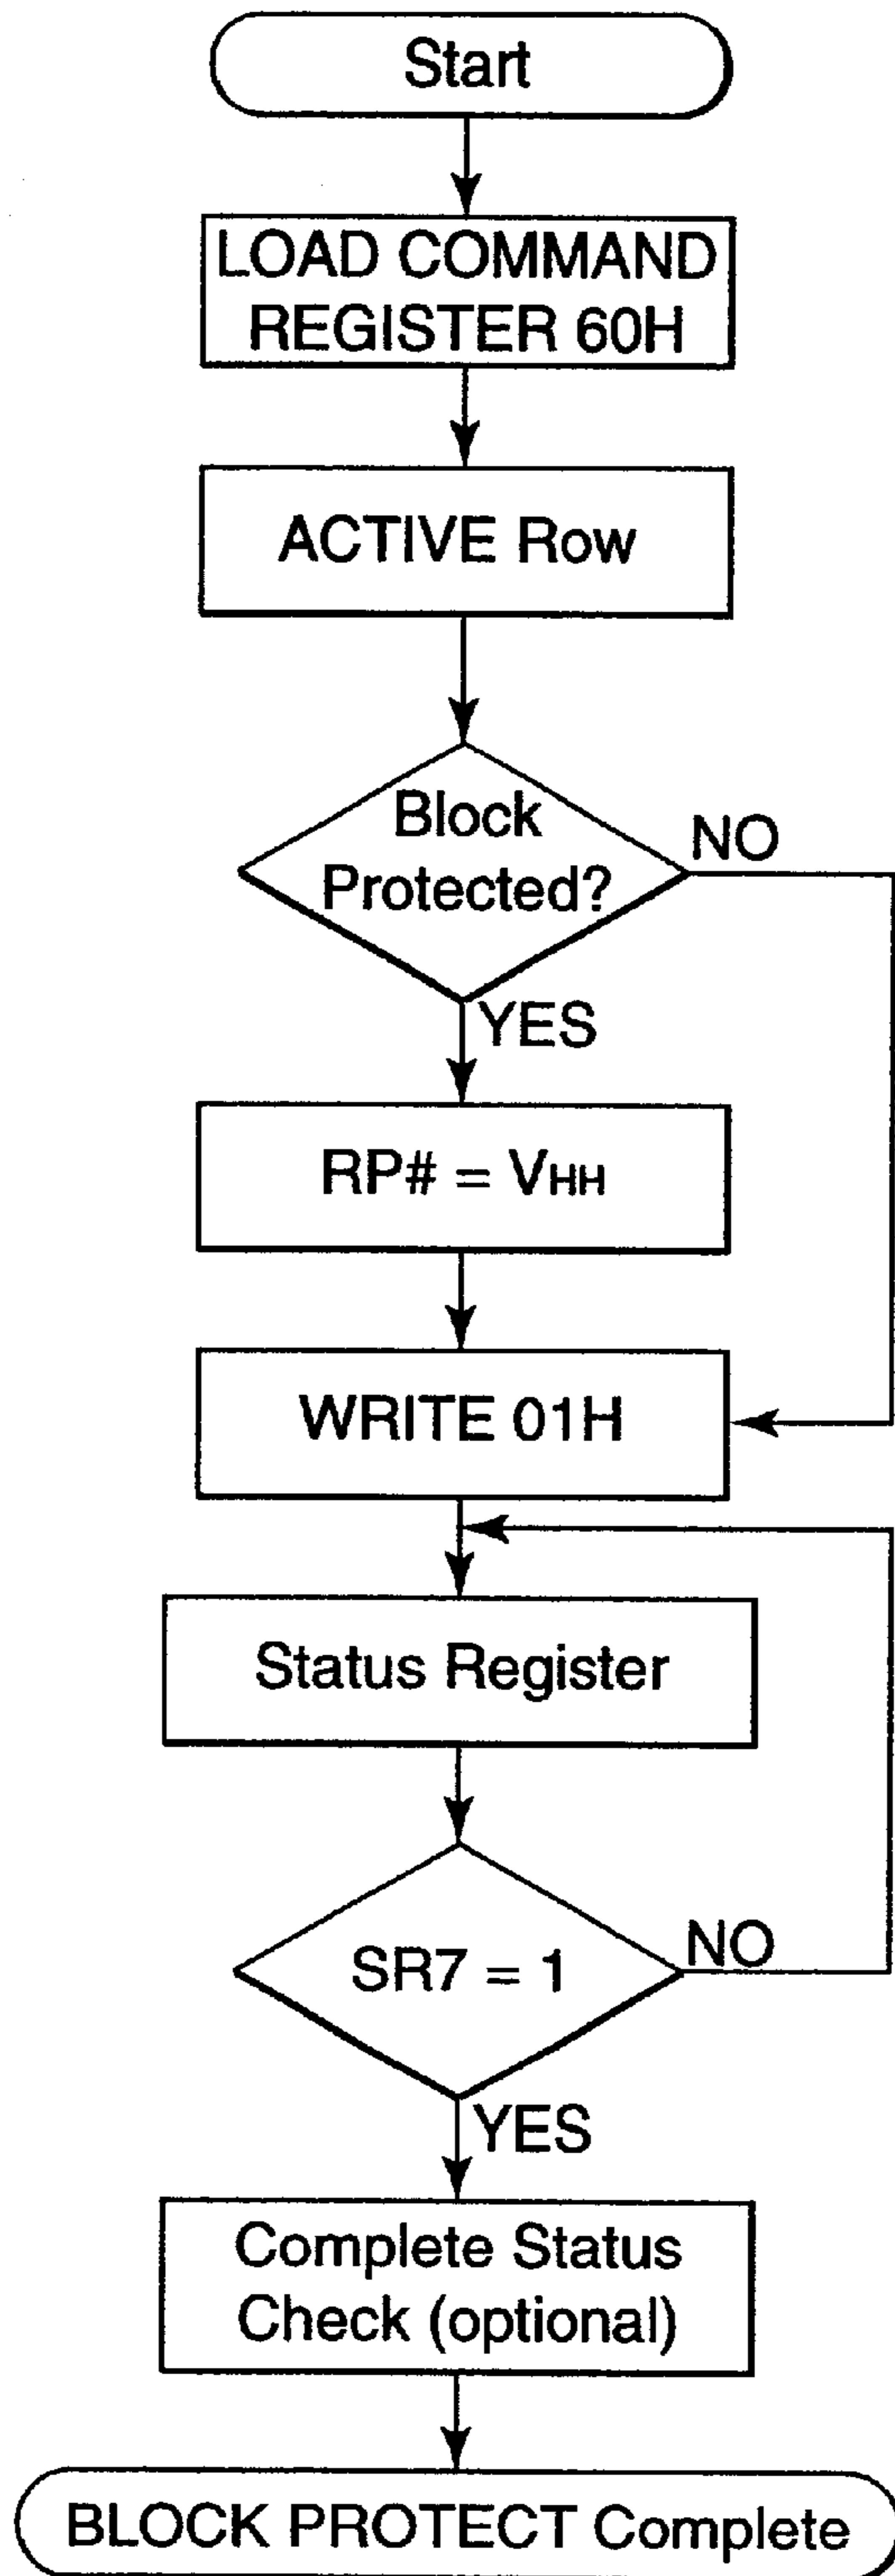 Start
LOAD COMMAND
REGISTER 60H
ACTIVE Row
Block
Protected?
NO
YES
RP# = VHH
WRITE 01H
Status Register
SR7 = 1
NO
YES
Complete Status
Check (optional)
BLOCK PROTECT Complete